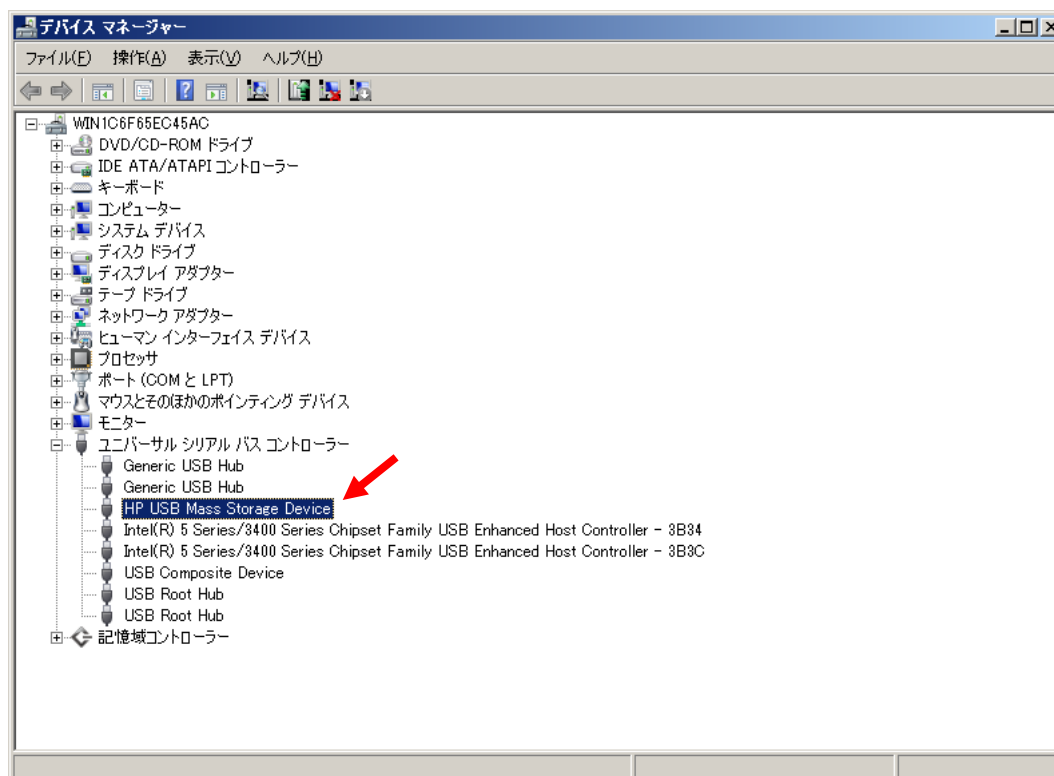 デバイス マネージャー
ファイル(F) 操作(A) 表示(V) ヘルプ(H)
WIN1C6F65EC45AC
DVD/CD-ROM ドライブ
IDE ATA/ATAPI コントローラー
キーボード
コンピューター
システム デバイス
ディスク ドライブ
ディスプレイ アダプター
テープ ドライブ
ネットワーク アダプター
ヒューマン インターフェイス デバイス
プロセッサ
ポート (COM と LPT)
マウスとそのほかのポインティング デバイス
モニター
ユニバーサル シリアル バス コントローラー
Generic USB Hub
Generic USB Hub
HP USB Mass Storage Device
Intel(R) 5 Series/3400 Series Chipset Family USB Enhanced Host Controller - 3B34
Intel(R) 5 Series/3400 Series Chipset Family USB Enhanced Host Controller - 3B3C
USB Composite Device
USB Root Hub
USB Root Hub
記憶域コントローラー